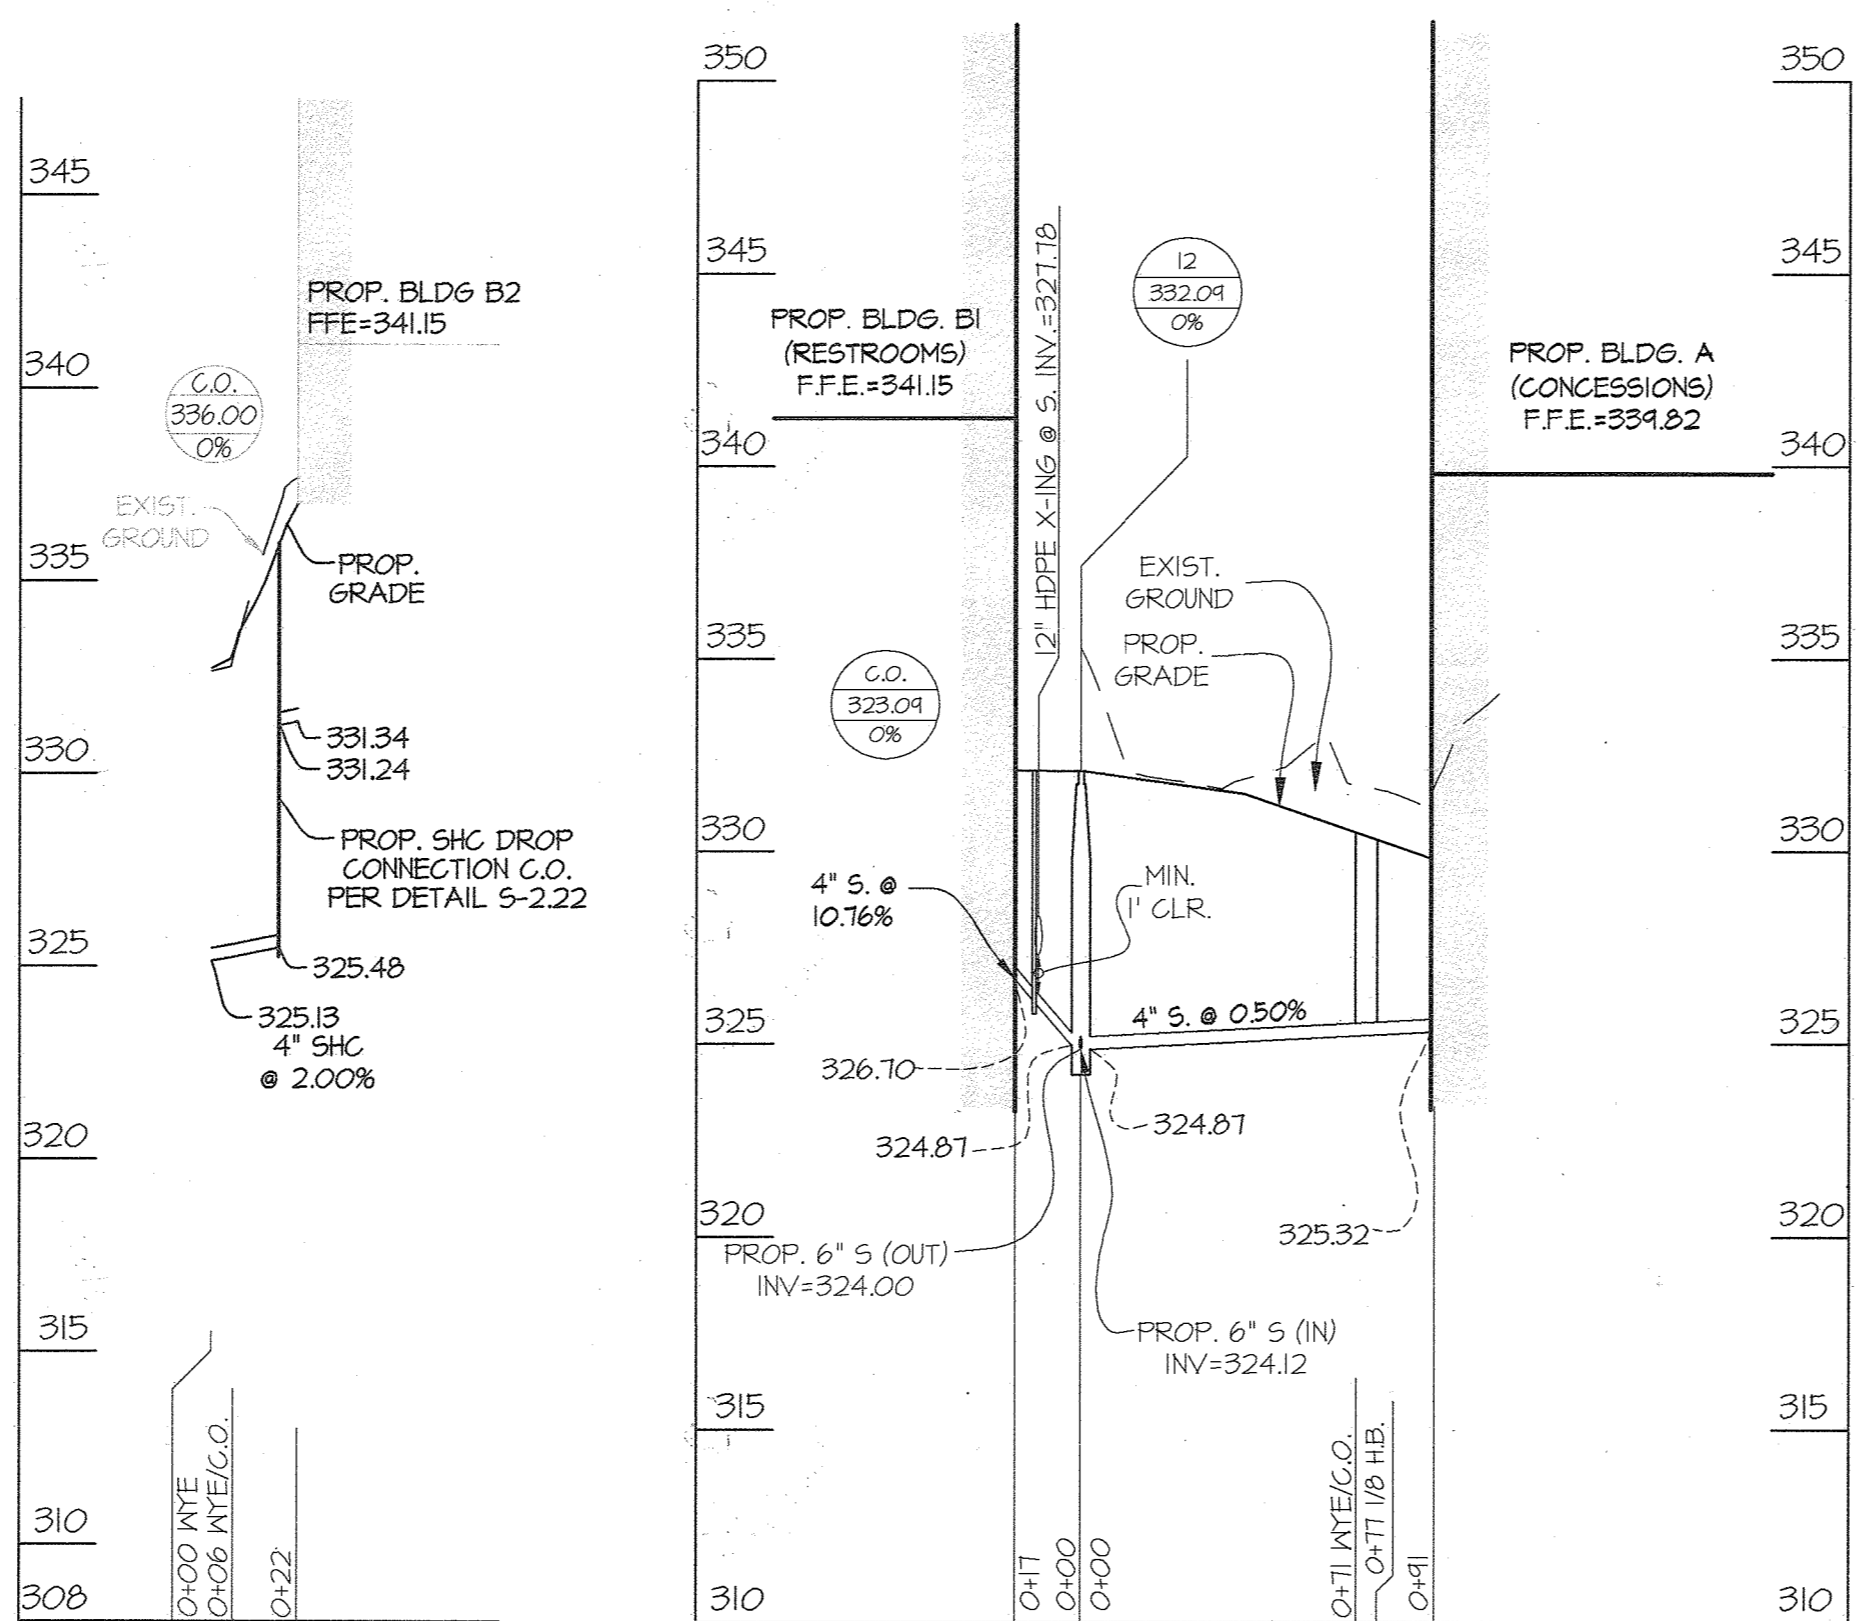 345
340
335
330
325
320
315
310
308
PROP. BLDG B2
FFE=341.15
C.O.
336.00
0%
EXIST.
GROUND
PROP.
GRADE
331.34
331.24
PROP. SHC DROP
CONNECTION C.O.
PER DETAIL S-2.22
325.48
325.13
4" SHC
@ 2.00%
0+00 WYE
0+06 WYE/C.O.
0+22
350
345
340
335
330
325
320
315
310
PROP. BLDG. B1
(RESTROOMS)
F.F.E.=341.15
12" HDPE X-ING @ S. INV.=327.78
12
332.09
0%
PROP. BLDG. A
(CONCESSIONS)
F.F.E.=339.82
C.O.
323.09
0%
EXIST.
GROUND
PROP.
GRADE
4" S. @
10.76%
MIN.
1' CLR.
4" S. @ 0.50%
326.70
324.87
324.87
325.32
PROP. 6" S (OUT)
INV=324.00
PROP. 6" S (IN)
INV=324.12
0+17
0+00
0+00
0+71 WYE/C.O.
0+77 1/8 H.B.
0+91
350
345
340
335
330
325
320
315
310